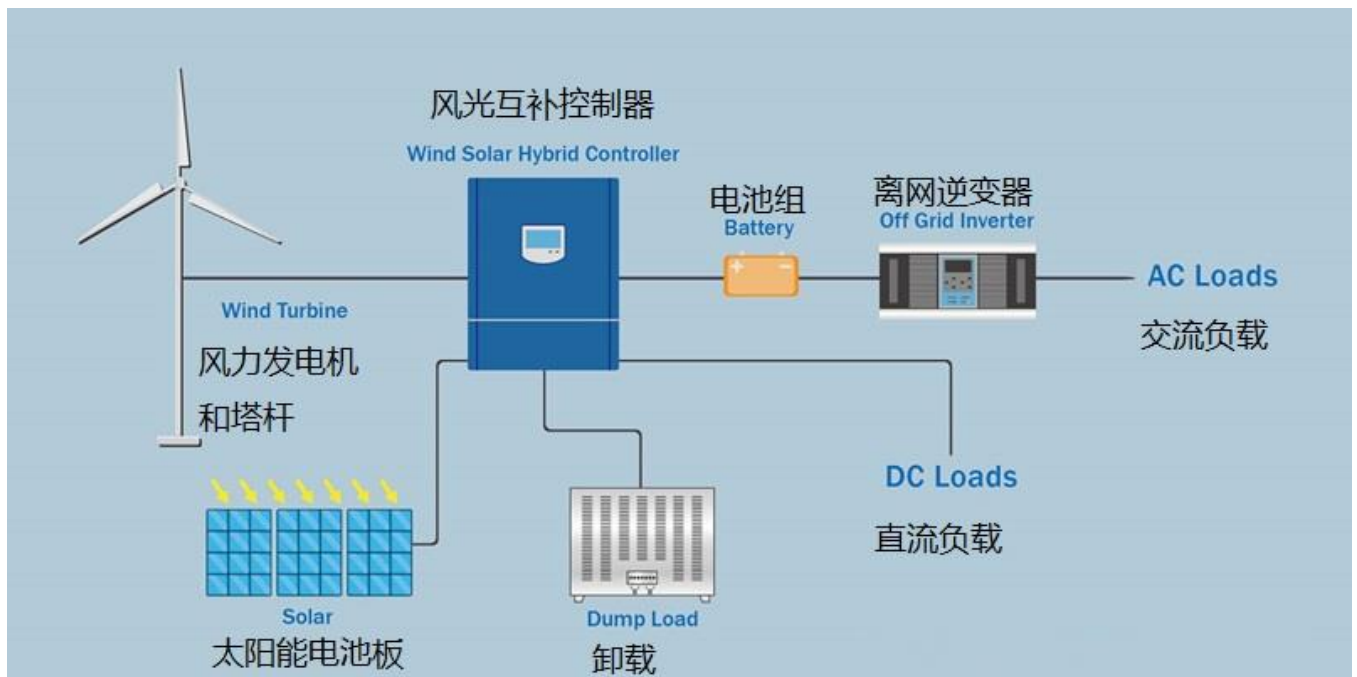 风光互补控制器
Wind Solar Hybrid Controller
电池组
Battery
离网逆变器
Off Grid Inverter
AC Loads
交流负载
Wind Turbine
风力发电机
和塔杆
DC Loads
直流负载
Solar
太阳能电池板
Dump Load
卸载